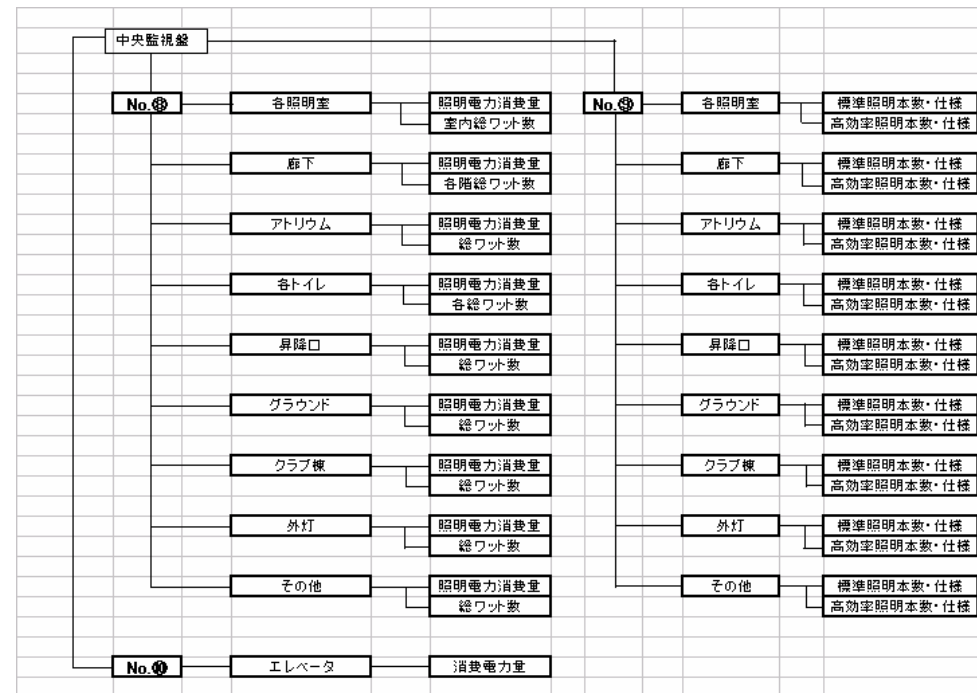 中央監視盤
No.⑧ 各照明室 照明電力消費量 No.⑨ 各照明室 標準照明本数・仕様
室内総ワット数 高効率照明本数・仕様
廊下 照明電力消費量 廊下 標準照明本数・仕様
各階総ワット数 高効率照明本数・仕様
アトリウム 照明電力消費量 アトリウム 標準照明本数・仕様
総ワット数 高効率照明本数・仕様
各トイレ 照明電力消費量 各トイレ 標準照明本数・仕様
各総ワット数 高効率照明本数・仕様
昇降口 照明電力消費量 昇降口 標準照明本数・仕様
総ワット数 高効率照明本数・仕様
グラウンド 照明電力消費量 グラウンド 標準照明本数・仕様
総ワット数 高効率照明本数・仕様
クラブ棟 照明電力消費量 クラブ棟 標準照明本数・仕様
総ワット数 高効率照明本数・仕様
外灯 照明電力消費量 外灯 標準照明本数・仕様
総ワット数 高効率照明本数・仕様
その他 照明電力消費量 その他 標準照明本数・仕様
総ワット数 高効率照明本数・仕様
No.⑩ エレベータ 消費電力量